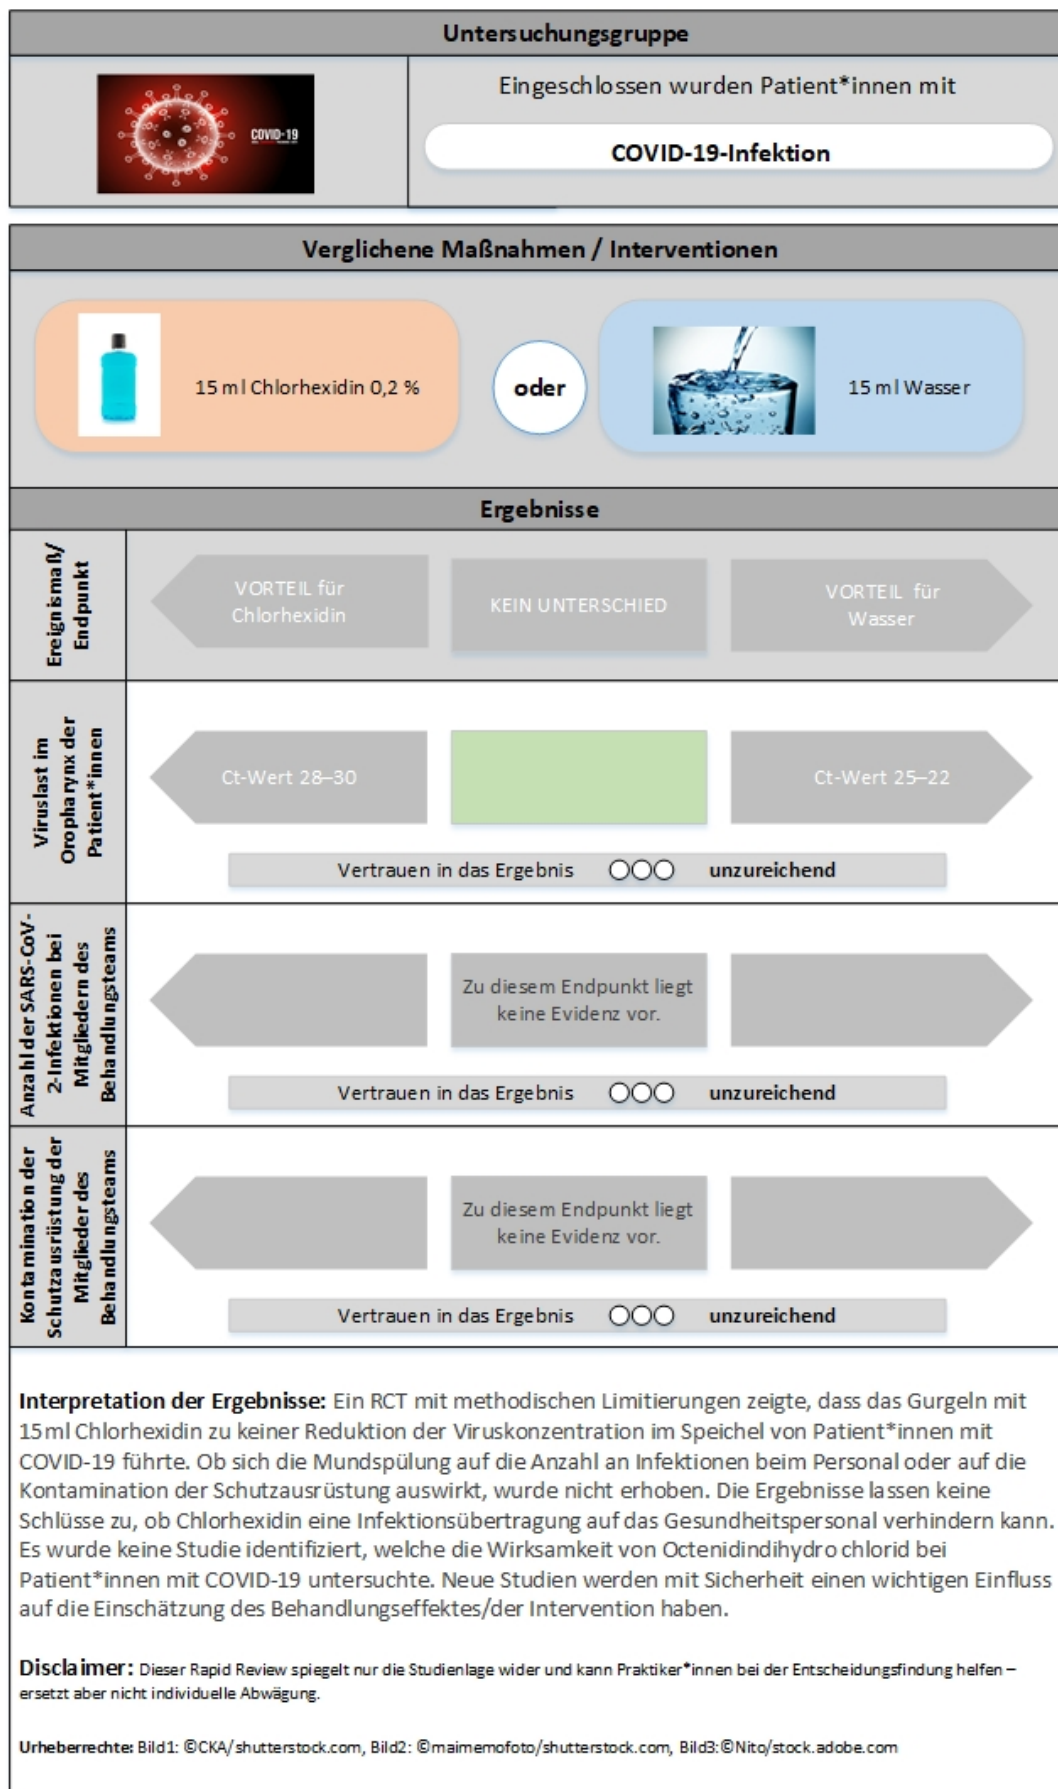 Untersuchungsgruppe
COVID-19
Eingeschlossen wurden Patient*innen mit
COVID-19-Infektion
Verglichene Maßnahmen / Interventionen
15 ml Chlorhexidin 0,2 %
oder
15 ml Wasser
Ergebnisse
Ereignismaß/
Endpunkt
VORTEIL für
Chlorhexidin
KEIN UNTERSCHIED
VORTEIL für
Wasser
Viruslast im
Oropharynx der
Patient*innen
Ct-Wert 28–30
Ct-Wert 25–22
Vertrauen in das Ergebnis unzureichend
Anzahl der SARS-CoV-
2-Infektionen bei
Mitgliedern des
Behandlungsteams
Zu diesem Endpunkt liegt
keine Evidenz vor.
Vertrauen in das Ergebnis unzureichend
Kontamination der
Schutzausrüstung der
Mitglieder des
Behandlungsteams
Zu diesem Endpunkt liegt
keine Evidenz vor.
Vertrauen in das Ergebnis unzureichend
Interpretation der Ergebnisse: Ein RCT mit methodischen Limitierungen zeigte, dass das Gurgeln mit
15ml Chlorhexidin zu keiner Reduktion der Viruskonzentration im Speichel von Patient*innen mit
COVID-19 führte. Ob sich die Mundspülung auf die Anzahl an Infektionen beim Personal oder auf die
Kontamination der Schutzausrüstung auswirkt, wurde nicht erhoben. Die Ergebnisse lassen keine
Schlüsse zu, ob Chlorhexidin eine Infektionsübertragung auf das Gesundheitspersonal verhindern kann.
Es wurde keine Studie identifiziert, welche die Wirksamkeit von Octenidindihydro chlorid bei
Patient*innen mit COVID-19 untersuchte. Neue Studien werden mit Sicherheit einen wichtigen Einfluss
auf die Einschätzung des Behandlungseffektes/der Intervention haben.
Disclaimer: Dieser Rapid Review spiegelt nur die Studienlage wider und kann Praktiker*innen bei der Entscheidungsfindung helfen –
ersetzt aber nicht individuelle Abwägung.
Urheberrechte: Bild1: ©CKA/shutterstock.com, Bild2: ©maimemofoto/shutterstock.com, Bild3:©Nito/stock.adobe.com